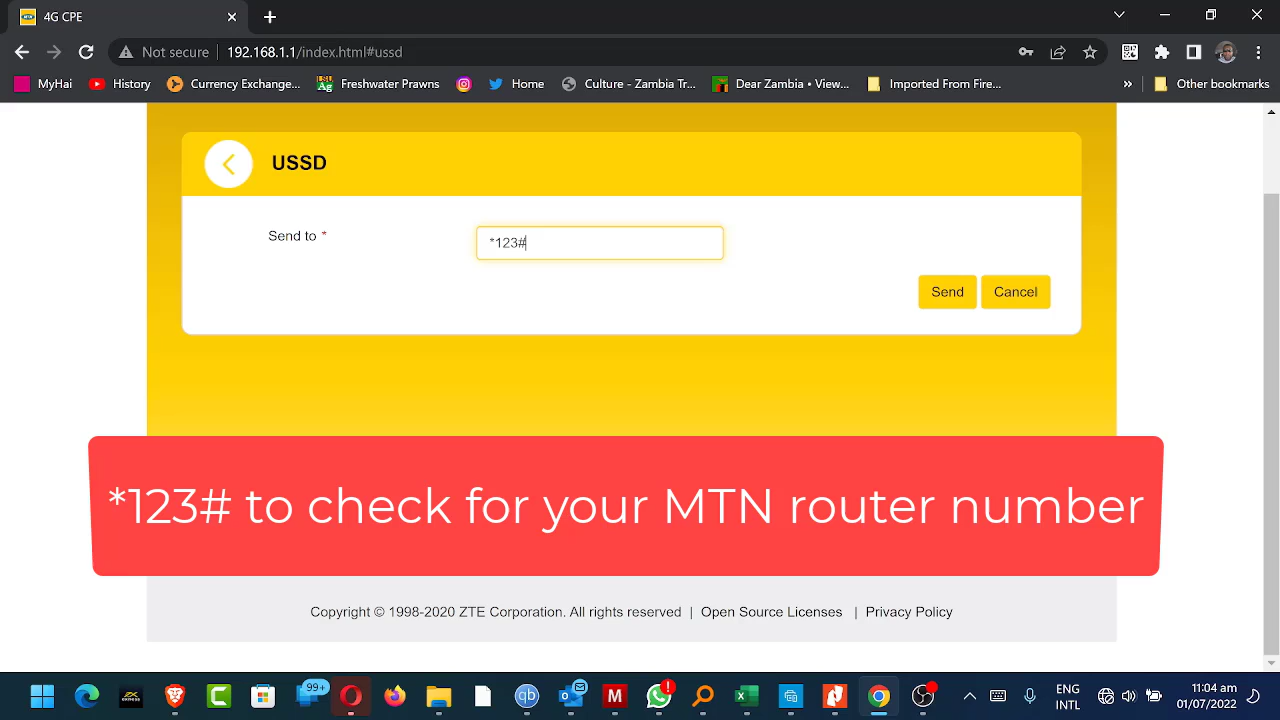 4G CPE
Not secure
192.168.1.1/index.html#ussd
MyHai
History
Currency Exchange...
Freshwater Prawns
Home
Culture - Zambia Tr...
Dear Zambia - View...
Imported From Fire...
»
Other bookmarks
USSD
Send to *
*123#
Send
Cancel
*123# to check for your MTN router number
Copyright © 1998-2020 ZTE Corporation. All rights reserved | Open Source Licenses | Privacy Policy
99+
ENG
INTL
11:04 am
01/07/2022